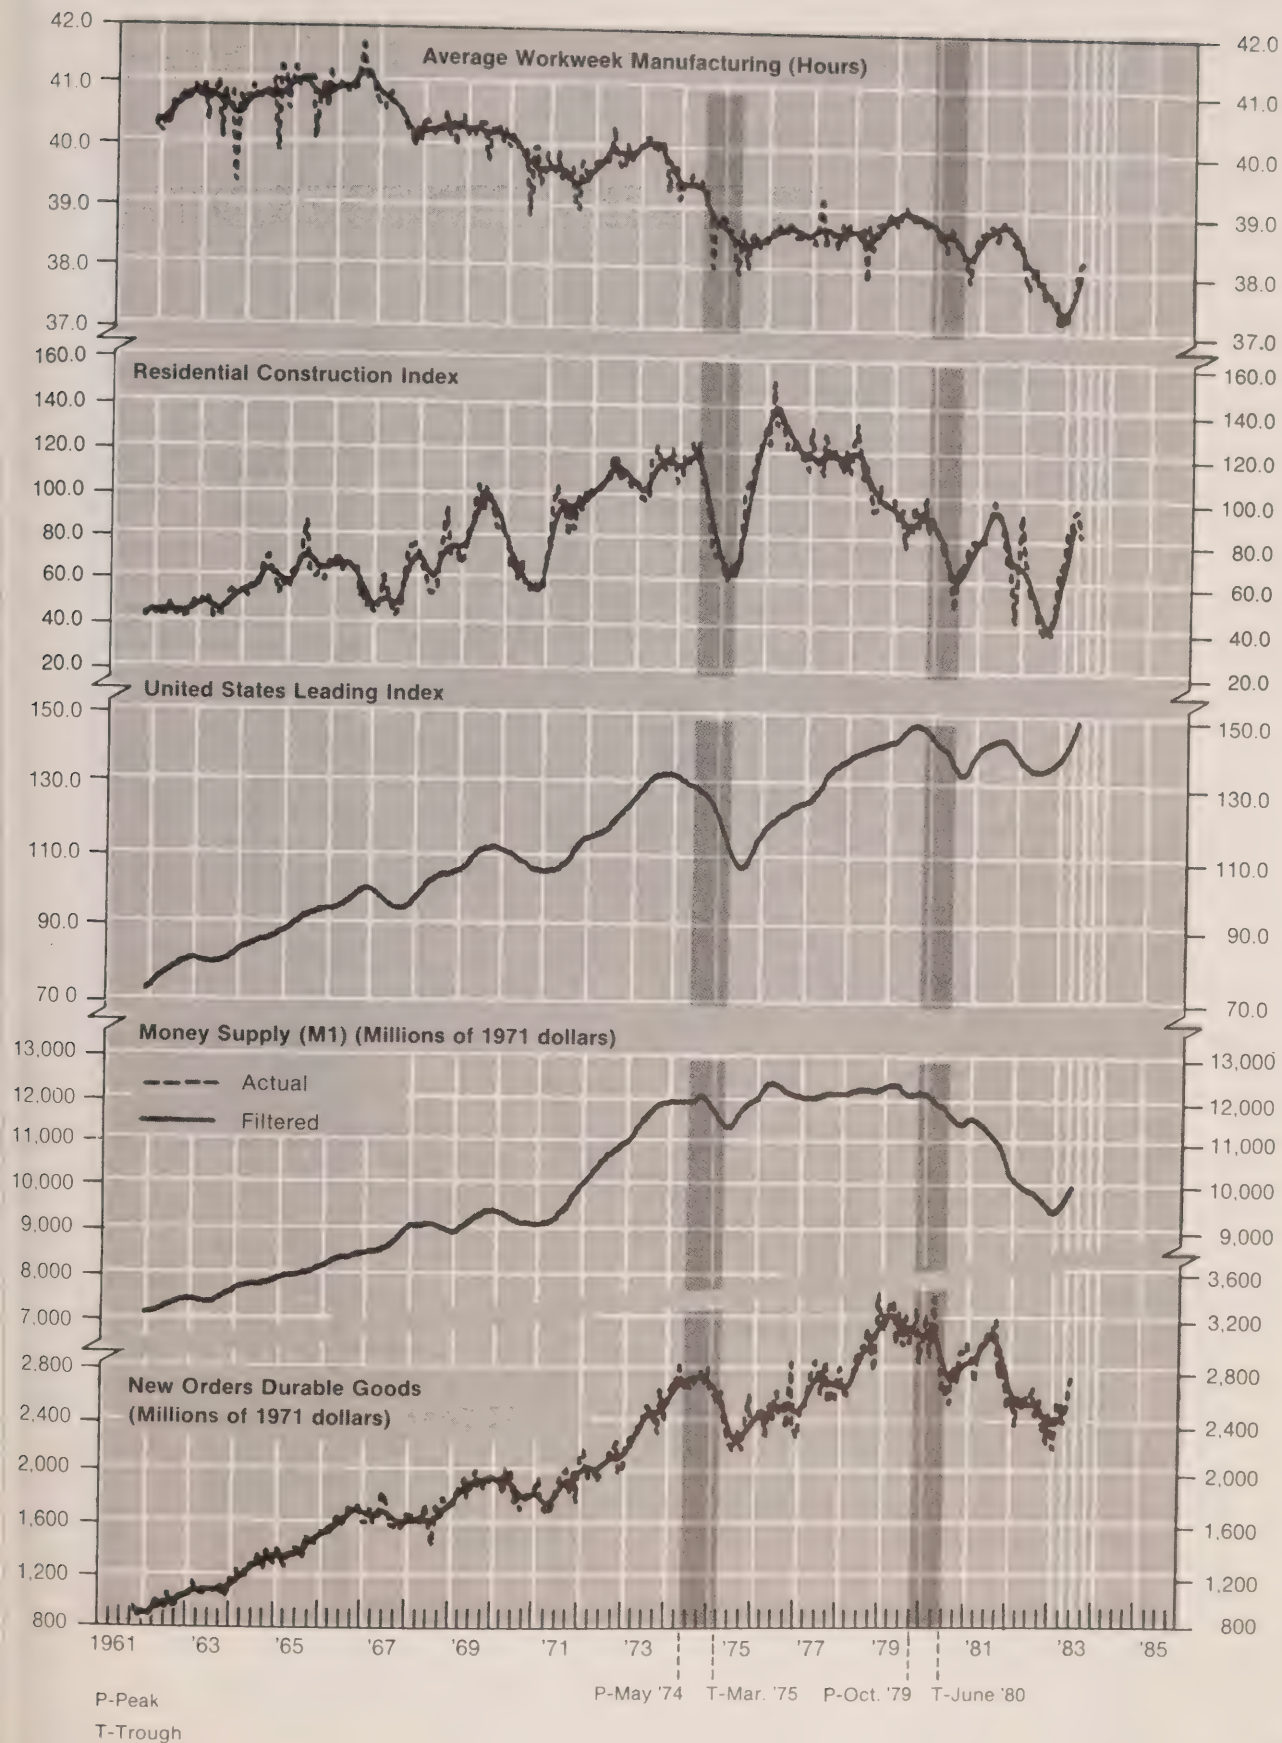 Average Workweek Manufacturing (Hours)
42.0 42.0
41.0 41.0
40.0 40.0
39.0 39.0
38.0 38.0
37.0 37.0
Residential Construction Index
160.0 160.0
140.0 140.0
120.0 120.0
100.0 100.0
80.0 80.0
60.0 60.0
40.0 40.0
20.0 20.0
United States Leading Index
150.0 150.0
130.0 130.0
110.0 110.0
90.0 90.0
70 0 70.0
Money Supply (M1) (Millions of 1971 dollars)
Actual
Filtered
13,000 13,000
12,000 12,000
11,000 11,000
10,000 10,000
9,000 9,000
8,000
7,000
New Orders Durable Goods
(Millions of 1971 dollars)
3,600
3,200
2.800 2,800
2,400 2,400
2,000 2,000
1,600 1,600
1,200 1,200
800 800
1961 '63 '65 '67 '69 '71 '73 '75 '77 '79 '81 '83 '85
P-May '74 T-Mar. '75 P-Oct. '79 T-June '80
P-Peak
T-Trough